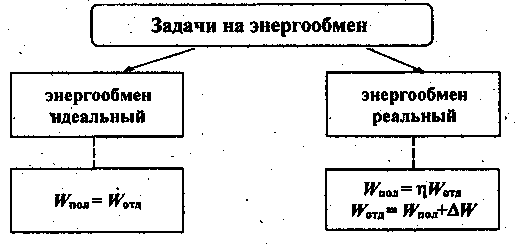 Задачи на энергообмен
энергообмен
идеальный
энергообмен
реальный
Wпол = Wотд
Wпол = ηWотд
Wотд = Wпол+ΔW